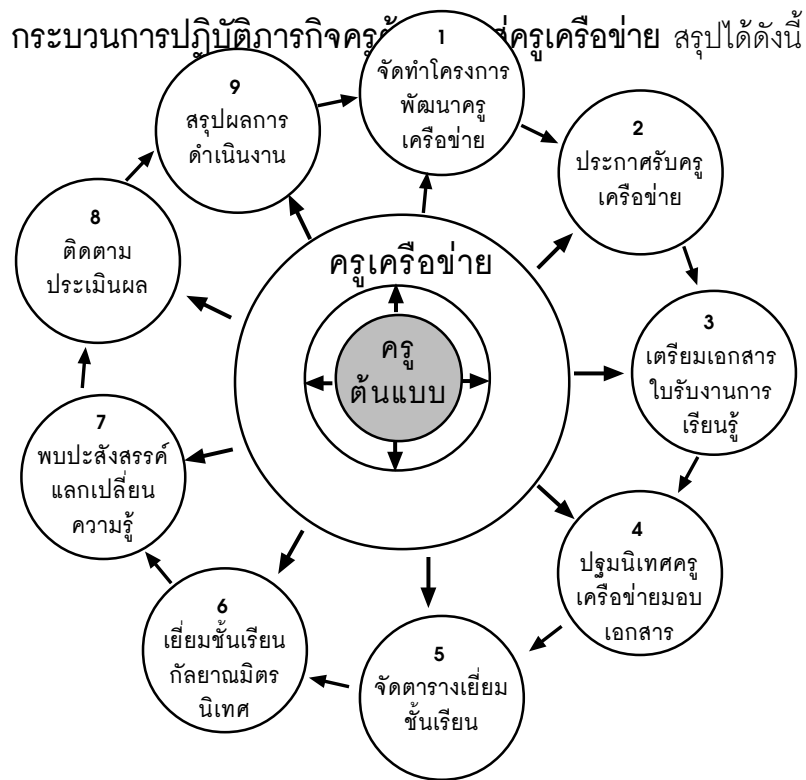 กระบวนการปฏิบัติภารกิจครู สู่ครูเครือข่าย สรุปได้ดังนี้
1
จัดทำโครงการ
พัฒนาครู
เครือข่าย
2
ประกาศรับครู
เครือข่าย
3
เตรียมเอกสาร
ใบรับงานการ
เรียนรู้
4
ปฐมนิเทศครู
เครือข่ายมอบ
เอกสาร
5
จัดตารางเยี่ยม
ชั้นเรียน
6
เยี่ยมชั้นเรียน
กัลยาณมิตร
นิเทศ
7
พบปะสังสรรค์
แลกเปลี่ยน
ความรู้
8
ติดตาม
ประเมินผล
9
สรุปผลการ
ดำเนินงาน
ครูเครือข่าย
ครู
ต้นแบบ